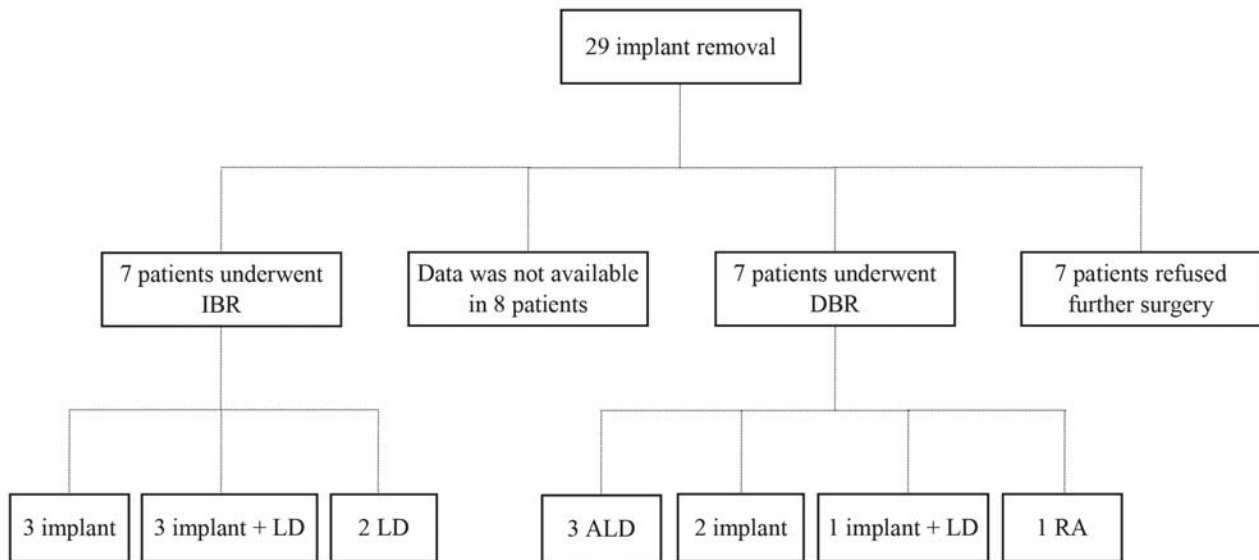 29 implant removal
7 patients underwent
IBR
Data was not available
in 8 patients
7 patients underwent
DBR
7 patients refused
further surgery
3 implant
3 implant + LD
2 LD
3 ALD
2 implant
1 implant + LD
1 RA